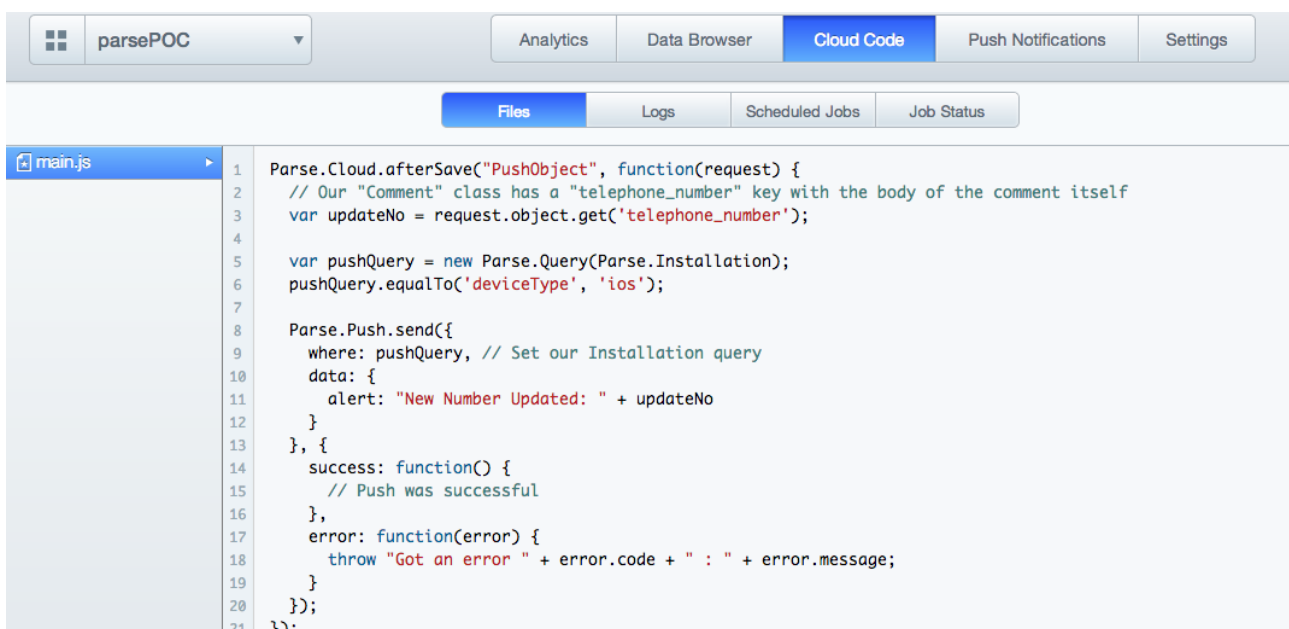 parsePOC
Analytics
Data Browser
Cloud Code
Push Notifications
Settings
Files
Logs
Scheduled Jobs
Job Status
main.js
1 Parse.Cloud.afterSave("PushObject", function(request) {
2 // Our "Comment" class has a "telephone_number" key with the body of the comment itself
3 var updateNo = request.object.get('telephone_number');
4
5 var pushQuery = new Parse.Query(Parse.Installation);
6 pushQuery.equalTo('deviceType', 'ios');
7
8 Parse.Push.send({
9 where: pushQuery, // Set our Installation query
10 data: {
11 alert: "New Number Updated: " + updateNo
12 }
13 }, {
14 success: function() {
15 // Push was successful
16 },
17 error: function(error) {
18 throw "Got an error " + error.code + " : " + error.message;
19 }
20 });
21 });